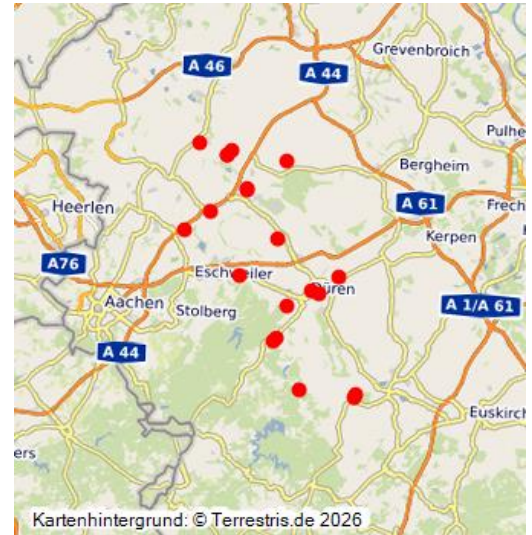 Grevenbroich
A 46
A 44
Pulhe
Bergheim
Heerlen
A 61
Frech
Kerpen
A76
Eschweiler
Düren
Aachen
Stolberg
A 1/A 61
A 44
Euskirch
ers
Kartenhintergrund: © Terrestris.de 2026